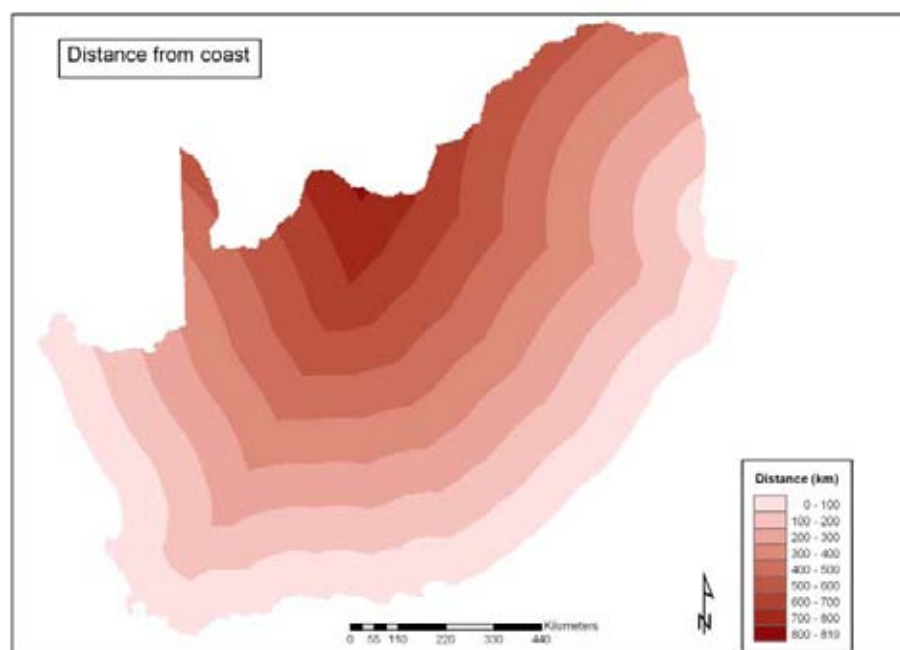 Distance from coast
Distance (km)
0 - 100
100 - 200
200 - 300
300 - 400
400 - 500
500 - 600
600 - 700
700 - 800
800 - 810
Kilometers
0 55 110 220 330 440
N